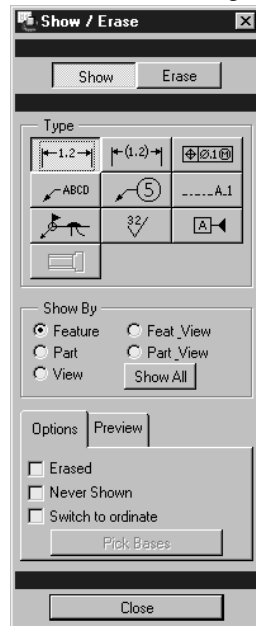 Show / Erase
Show Erase
Type
1.2 (1.2) Ø.1Ⓜ
ABCD 5 A.1
32 A
Show By
Feature Feat_View
Part Part_View
View Show All
Options Preview
Erased
Never Shown
Switch to ordinate
Pick Bases
Close